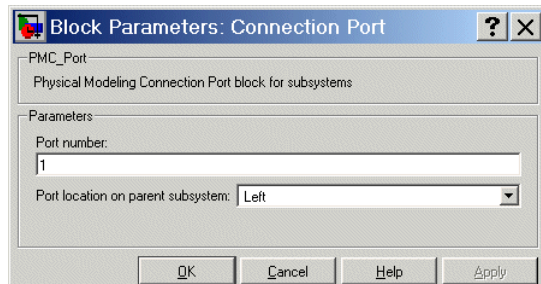 Block Parameters: Connection Port ? X
PMC_Port
Physical Modeling Connection Port block for subsystems
Parameters
Port number:
1
Port location on parent subsystem: Left
OK Cancel Help Apply